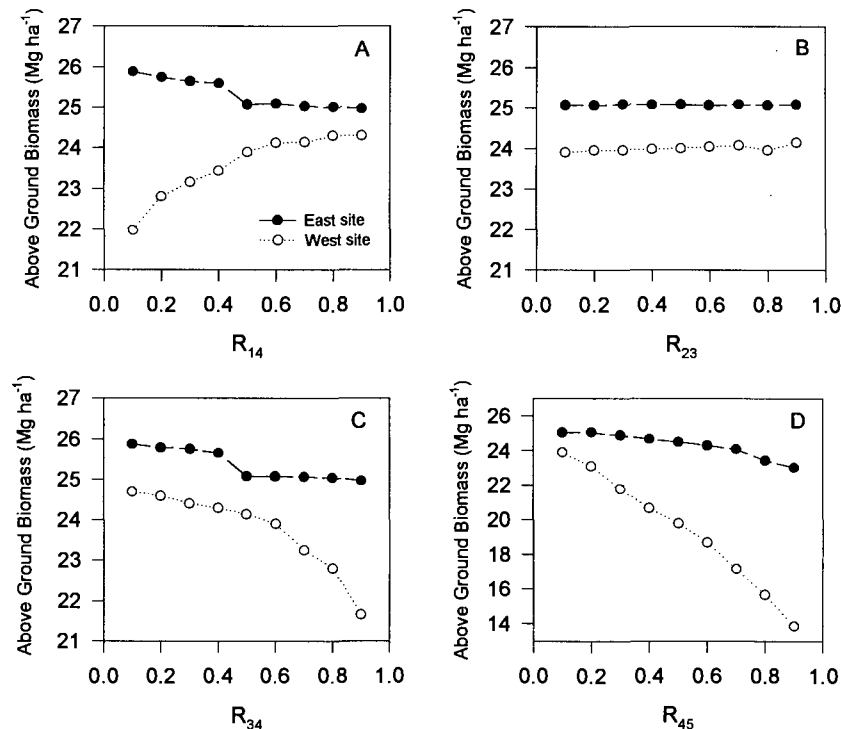 Above Ground Biomass (Mg ha⁻¹)
27
26
25
24
23
22
21
A
East site
West site
0.0 0.2 0.4 0.6 0.8 1.0
R₁₄
Above Ground Biomass (Mg ha⁻¹)
27
26
25
24
23
22
21
B
0.0 0.2 0.4 0.6 0.8 1.0
R₂₃
Above Ground Biomass (Mg ha⁻¹)
27
26
25
24
23
22
21
C
0.0 0.2 0.4 0.6 0.8 1.0
R₃₄
Above Ground Biomass (Mg ha⁻¹)
26
24
22
20
18
16
14
D
0.0 0.2 0.4 0.6 0.8 1.0
R₄₅